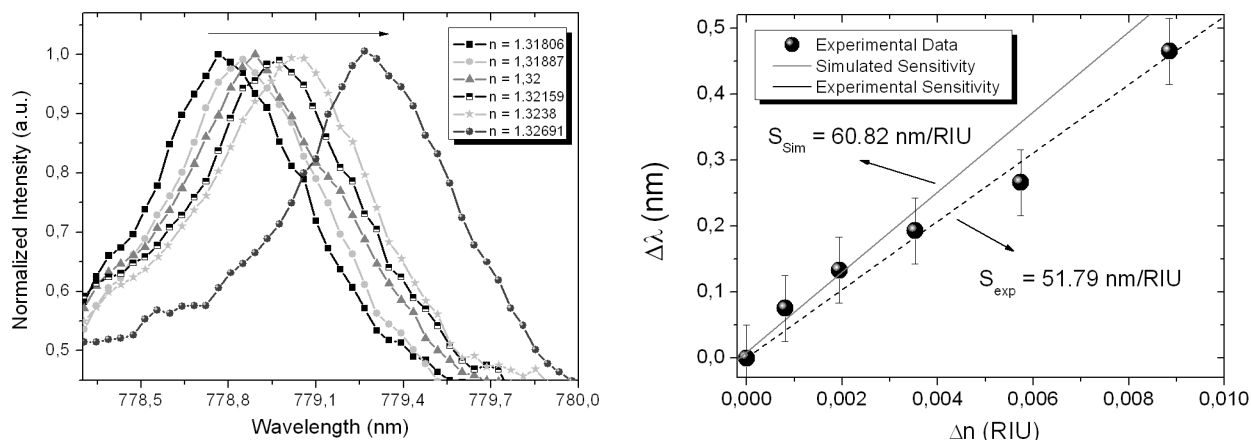 Normalized Intensity (a.u.)
1,0
0,9
0,8
0,7
0,6
0,5
778,5 778,8 779,1 779,4 779,7 780,0
Wavelength (nm)
n = 1.31806
n = 1,31887
n = 1,32
n = 1.32159
n = 1.3238
n = 1.32691
Δλ (nm)
0,5
0,4
0,3
0,2
0,1
0,0
0,000 0,002 0,004 0,006 0,008 0,010
Δn (RIU)
Experimental Data
Simulated Sensitivity
Experimental Sensitivity
SSim = 60.82 nm/RIU
Sexp = 51.79 nm/RIU